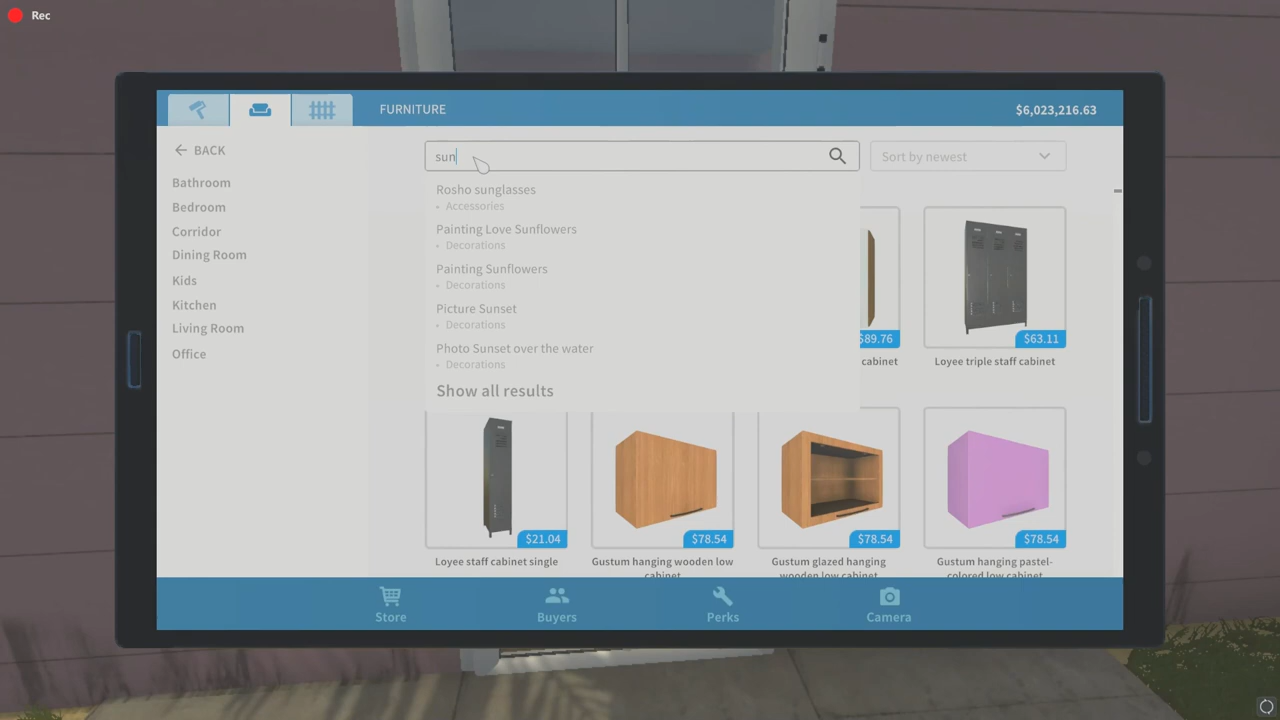 Rec
FURNITURE
$6,023,216.63
BACK
sun
Sort by newest
Bathroom
Bedroom
Corridor
Dining Room
Kids
Kitchen
Living Room
Office
Rosho sunglasses
• Accessories
Painting Love Sunflowers
• Decorations
Painting Sunflowers
• Decorations
Picture Sunset
• Decorations
Photo Sunset over the water
• Decorations
Show all results
$89.76
$63.11
cabinet
Loyee triple staff cabinet
$21.04
$78.54
$78.54
$78.54
Loyee staff cabinet single
Gustum hanging wooden low
cabinet
Gustum glazed hanging
wooden low cabinet
Gustum hanging pastel-
colored low cabinet
Store
Buyers
Perks
Camera